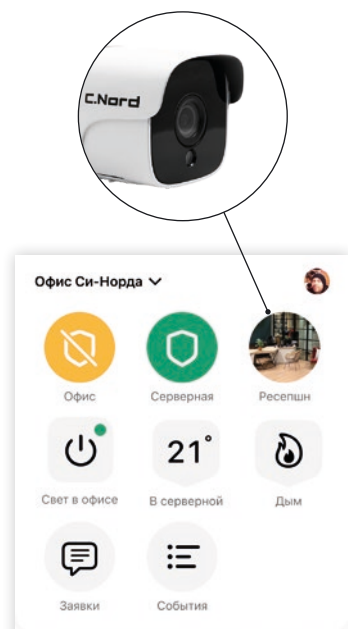 C.Nord
Офис Си-Норда
Офис
Серверная
Ресепшн
21°
Свет в офисе
В серверной
Дым
Заявки
События